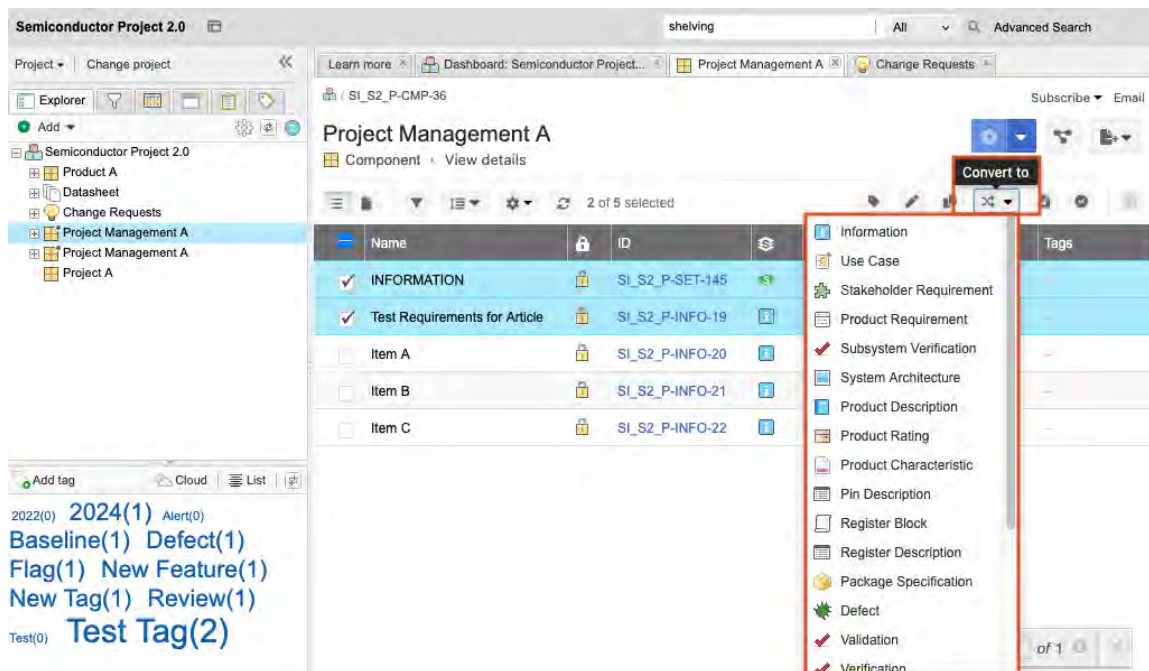 Semiconductor Project 2.0
shelving
All
Advanced Search
Project
Change project
Learn more
Dashboard: Semiconductor Project...
Project Management A
Change Requests
Explorer
SI_S2_P-CMP-36
Subscribe
Email
Add
Project Management A
Component · View details
Convert to
Semiconductor Project 2.0
Product A
Datasheet
Change Requests
Project Management A
Project Management A
Project A
2 of 5 selected
Name ID Tags
INFORMATION SI_S2_P-SET-145
Test Requirements for Article SI_S2_P-INFO-19
Item A SI_S2_P-INFO-20
Item B SI_S2_P-INFO-21
Item C SI_S2_P-INFO-22
Information
Use Case
Stakeholder Requirement
Product Requirement
Subsystem Verification
System Architecture
Product Description
Product Rating
Product Characteristic
Pin Description
Register Block
Register Description
Package Specification
Defect
Validation
Verification
Add tag
Cloud
List
2022(0) 2024(1) Alert(0)
Baseline(1) Defect(1)
Flag(1) New Feature(1)
New Tag(1) Review(1)
Test(0) Test Tag(2)
of 1